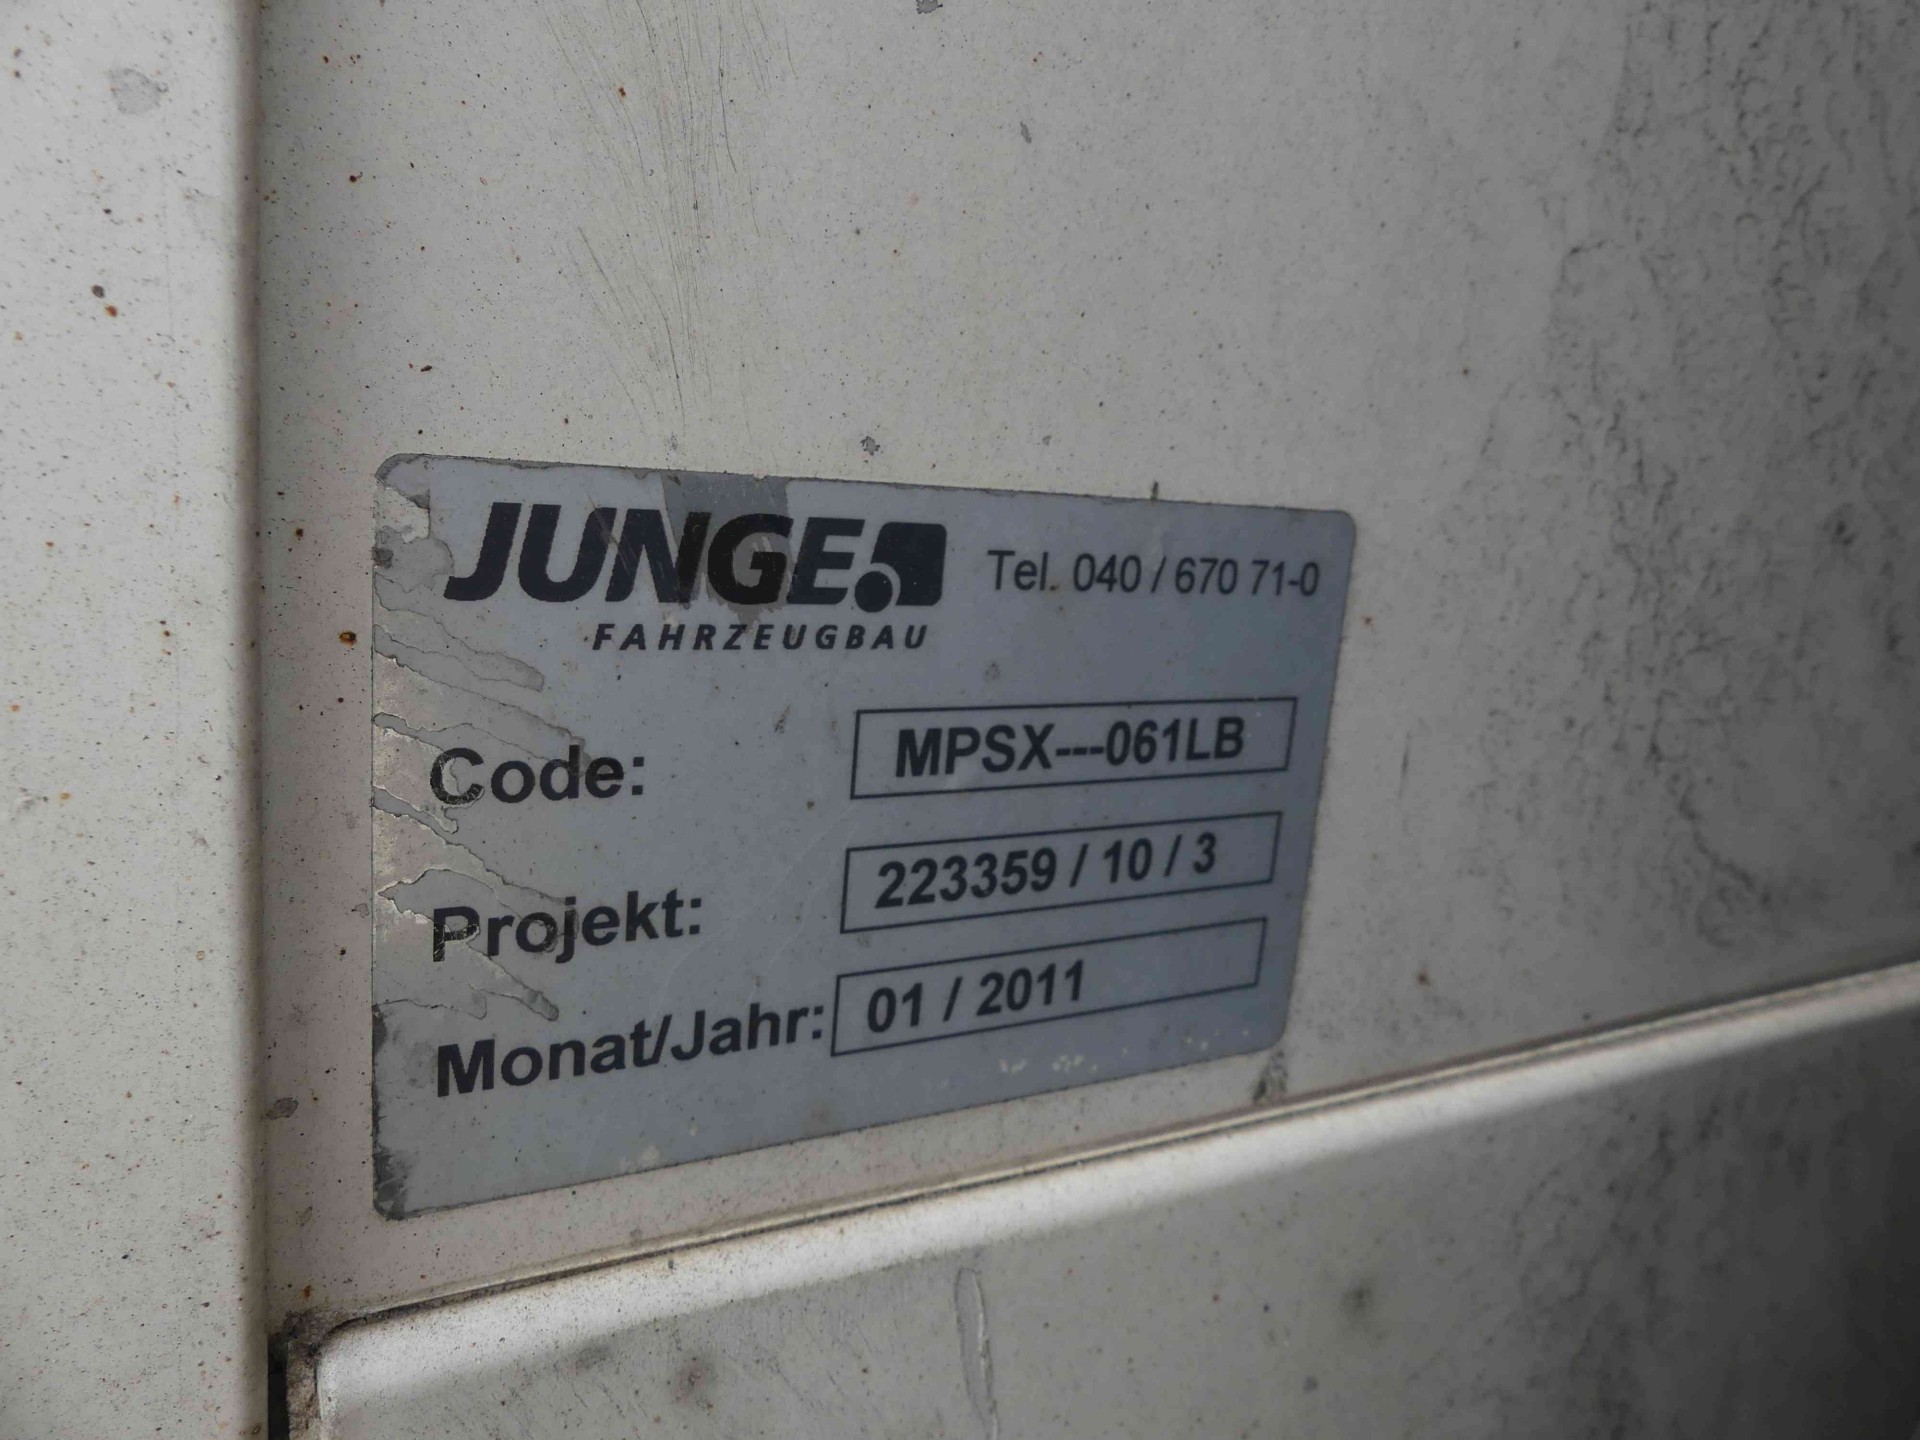 JUNGE Tel. 040 / 670 71-0
FAHRZEUGBAU
Code: MPSX---061LB
Projekt: 223359 / 10 / 3
Monat/Jahr: 01 / 2011